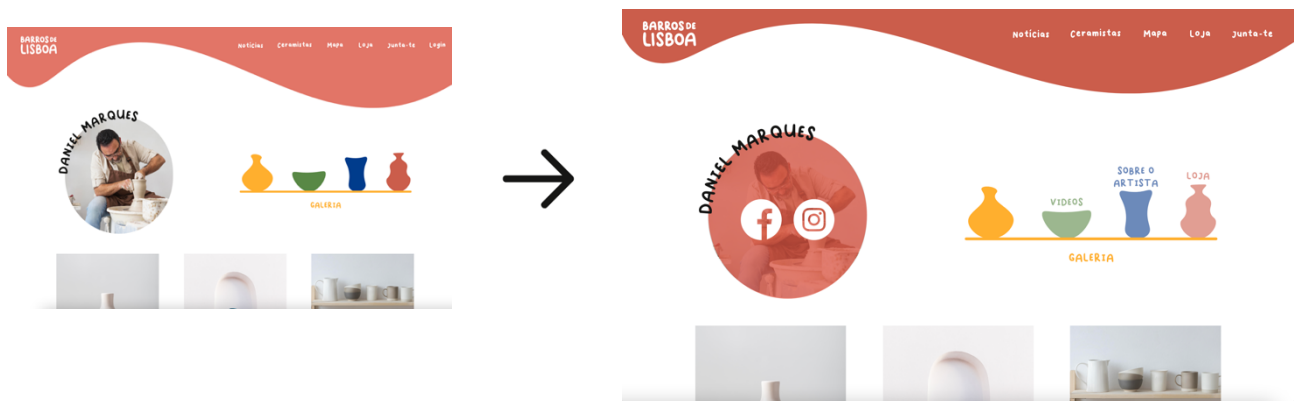 BARROS DE
LISBOA
Notícias Ceramistas Mapa Loja Junta-te Login
DANIEL MARQUES
GALERIA
BARROS DE
LISBOA
Notícias Ceramistas Mapa Loja Junta-te
DANIEL MARQUES
SOBRE O
ARTISTA
LOJA
VIDEOS
GALERIA